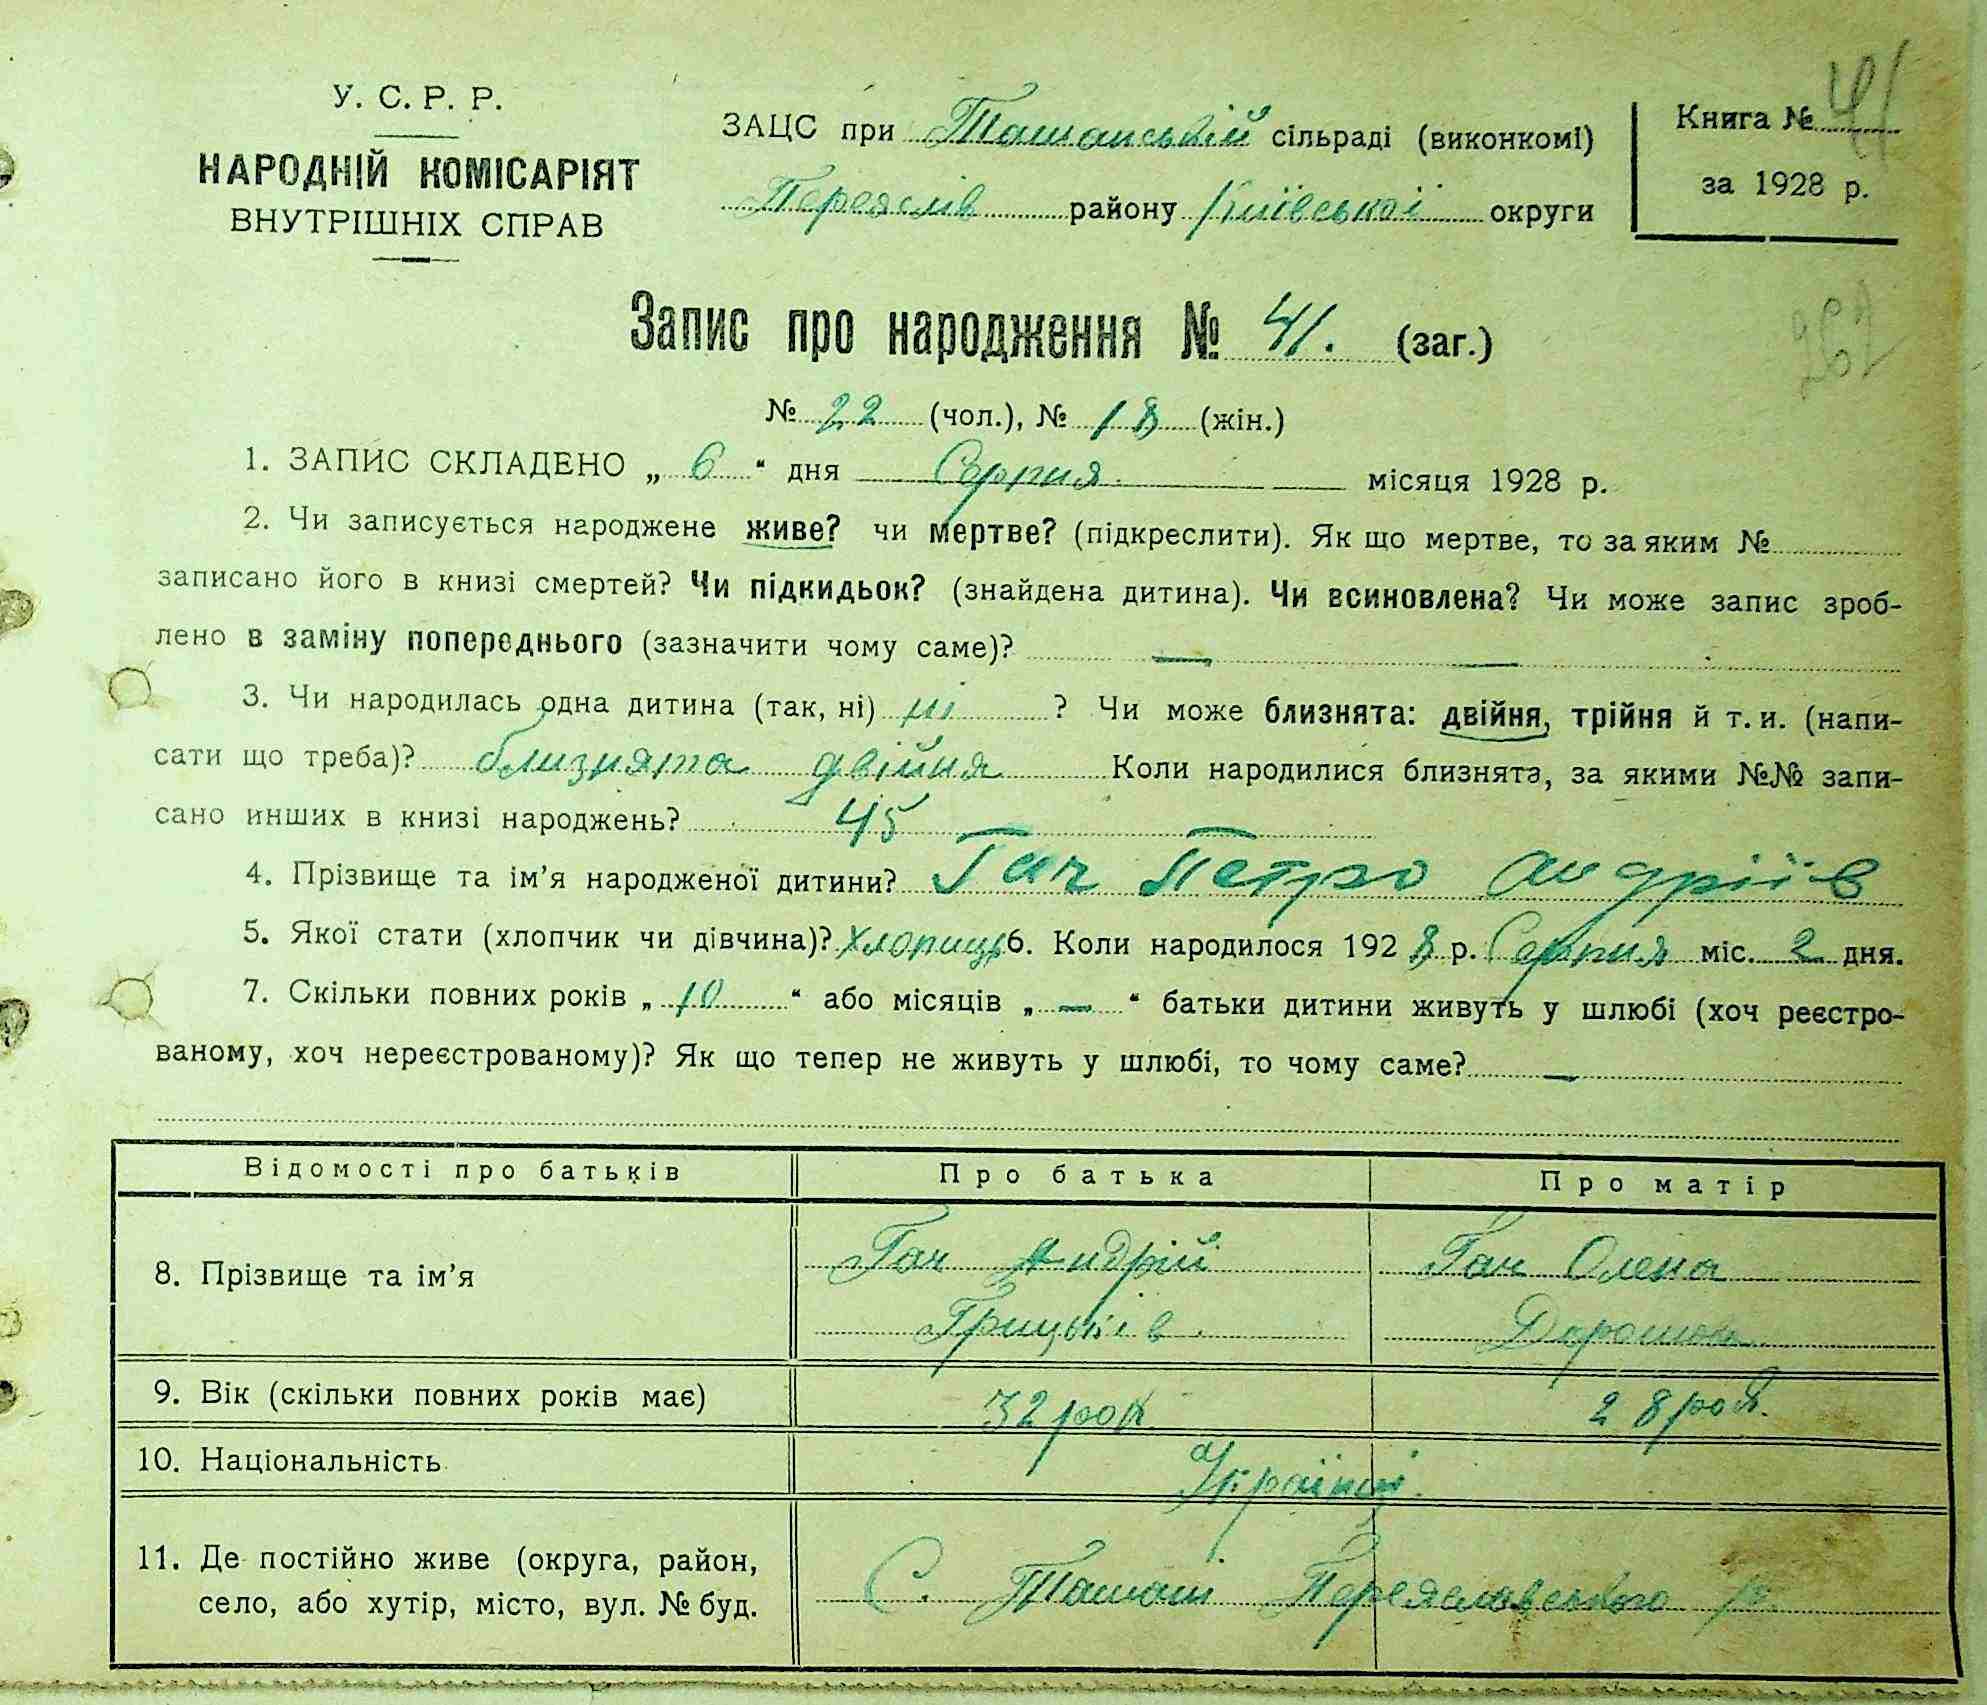 У. С. Р. Р.
НАРОДНІЙ КОМІСАРІЯТ
ВНУТРІШНІХ СПРАВ
ЗАЦС при Ташанській сільраді (виконкомі)
Переяслів району Київської округи
Книга № 41
за 1928 р.
Запис про народження № 41. (заг.)
№ 22 (чол.), № 18 (жін.)
1. ЗАПИС СКЛАДЕНО „ 6 “ дня Серпня місяця 1928 р.
2. Чи записується народжене живе? чи мертве? (підкреслити). Як що мертве, то за яким №
записано його в книзі смертей? Чи підкидьок? (знайдена дитина). Чи всиновлена? Чи може запис зроб-
лено в заміну попереднього (зазначити чому саме)? — —
3. Чи народилась одна дитина (так, ні) ні ? Чи може близнята: двійня, трійня й т. и. (напи-
сати що треба)? близнята двійня Коли народилися близнята, за якими №№ запи-
сано инших в книзі народжень? 45
4. Прізвище та ім’я народженої дитини? Гач Петро Андріїв
5. Якої стати (хлопчик чи дівчина)? Хлопиць 6. Коли народилося 1928 р. Серпня міс. 2 дня.
7. Скільки повних років „ 10 “ або місяців „ — “ батьки дитини живуть у шлюбі (хоч реєстро-
ваному, хоч нереєстрованому)? Як що тепер не живуть у шлюбі, то чому саме? —
Відомості про батьків Про батька Про матір
8. Прізвище та ім’я Гач Андрій Гач Олена
Грицьків
9. Вік (скільки повних років має) 32 рок 28 рок.
10. Національність Українці.
11. Де постійно живе (округа, район,
село, або хутір, місто, вул. № буд.
С. Ташані Переяславського р.